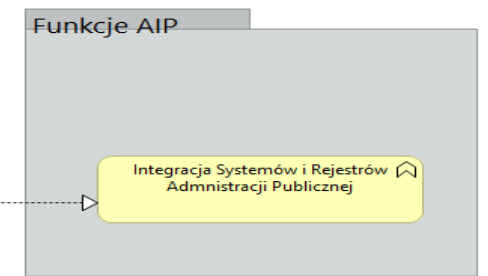 Funkcje AIP
Integracja Systemów i Rejestrów
Admnistracji Publicznej